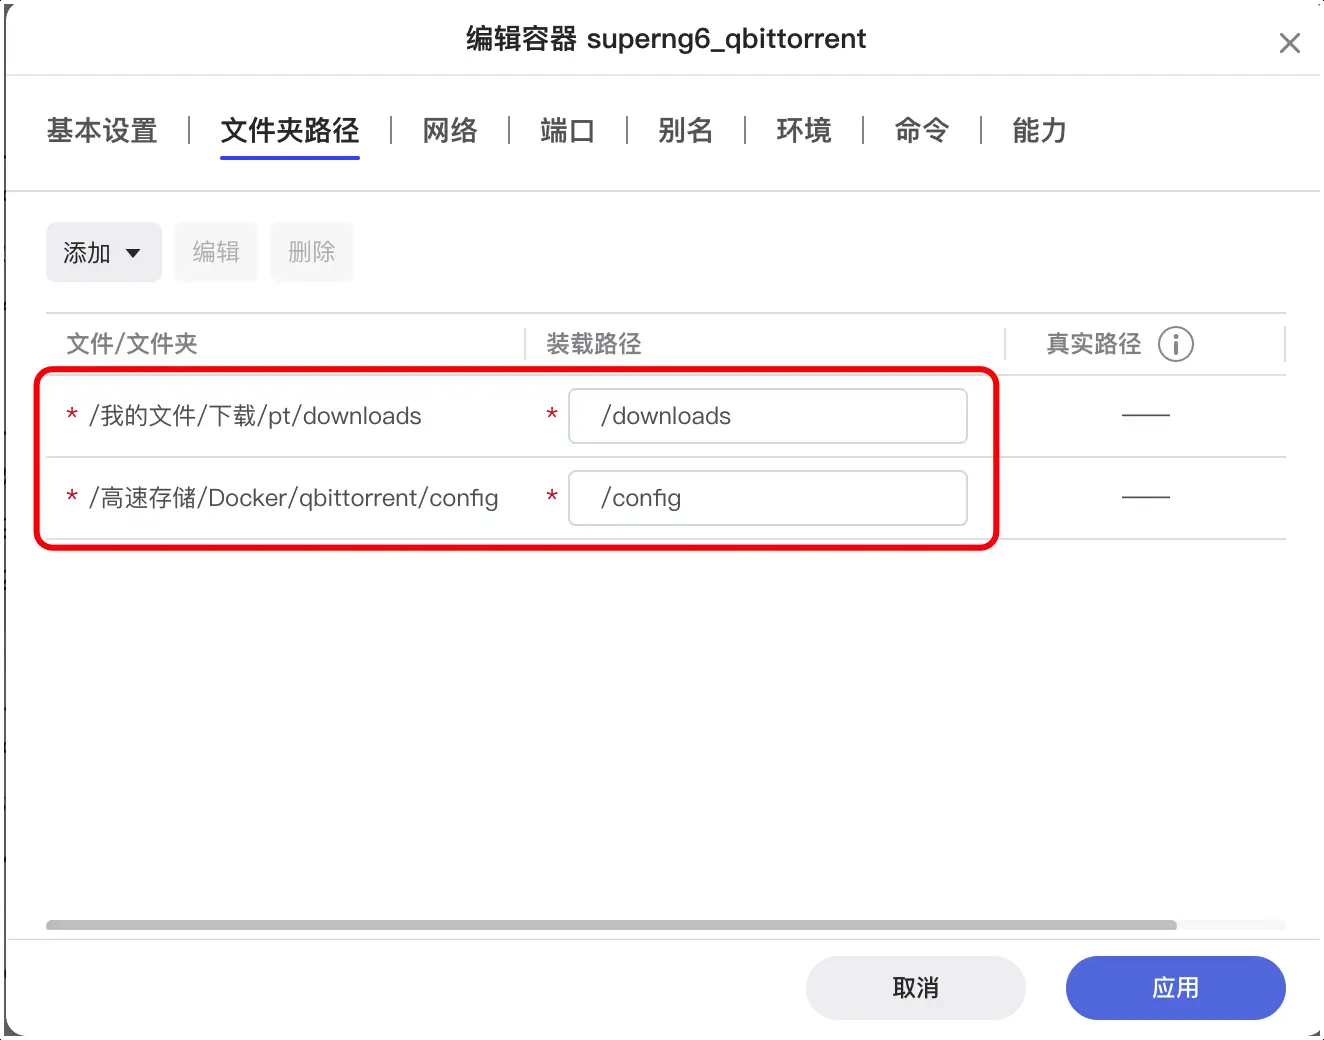 编辑容器 superng6_qbittorrent
基本设置 | 文件夹路径 | 网络 | 端口 | 别名 | 环境 | 命令 | 能力
添加 编辑 删除
文件/文件夹 装载路径 真实路径
* /我的文件/下载/pt/downloads * /downloads ——
* /高速存储/Docker/qbittorrent/config * /config ——
取消 应用